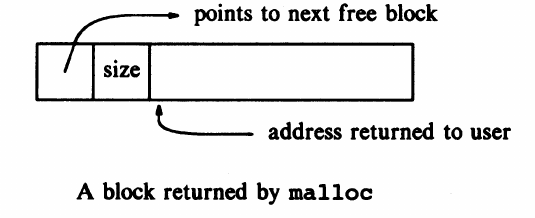 points to next free block
size
address returned to user
A block returned by malloc